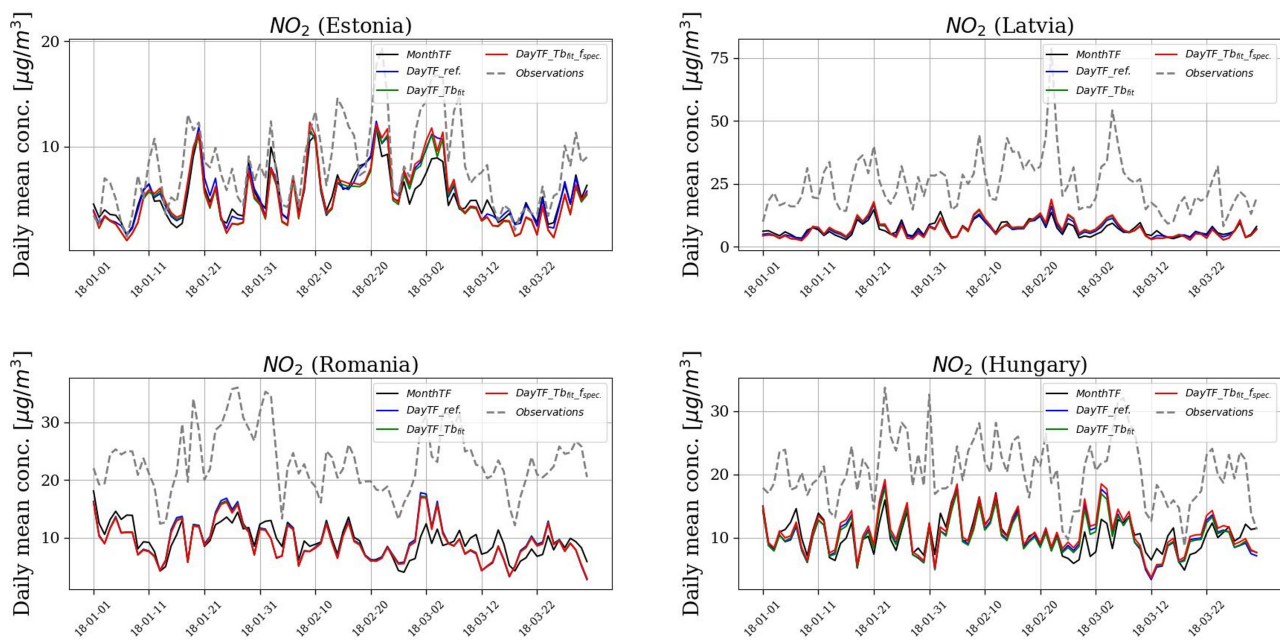 NO₂ (Estonia)
Daily mean conc. [μg/m³]
20
10
MonthTF
DayTF_ref.
DayTF_Tb_fit
DayTF_Tb_fit_f_spec.
Observations
18-01-01
18-01-11
18-01-21
18-01-31
18-02-10
18-02-20
18-03-02
18-03-12
18-03-22
NO₂ (Latvia)
Daily mean conc. [μg/m³]
75
50
25
0
MonthTF
DayTF_ref.
DayTF_Tb_fit
DayTF_Tb_fit_f_spec.
Observations
18-01-01
18-01-11
18-01-21
18-01-31
18-02-10
18-02-20
18-03-02
18-03-12
18-03-22
NO₂ (Romania)
Daily mean conc. [μg/m³]
30
20
10
MonthTF
DayTF_ref.
DayTF_Tb_fit
DayTF_Tb_fit_f_spec.
Observations
18-01-01
18-01-11
18-01-21
18-01-31
18-02-10
18-02-20
18-03-02
18-03-12
18-03-22
NO₂ (Hungary)
Daily mean conc. [μg/m³]
30
20
10
MonthTF
DayTF_ref.
DayTF_Tb_fit
DayTF_Tb_fit_f_spec.
Observations
18-01-01
18-01-11
18-01-21
18-01-31
18-02-10
18-02-20
18-03-02
18-03-12
18-03-22